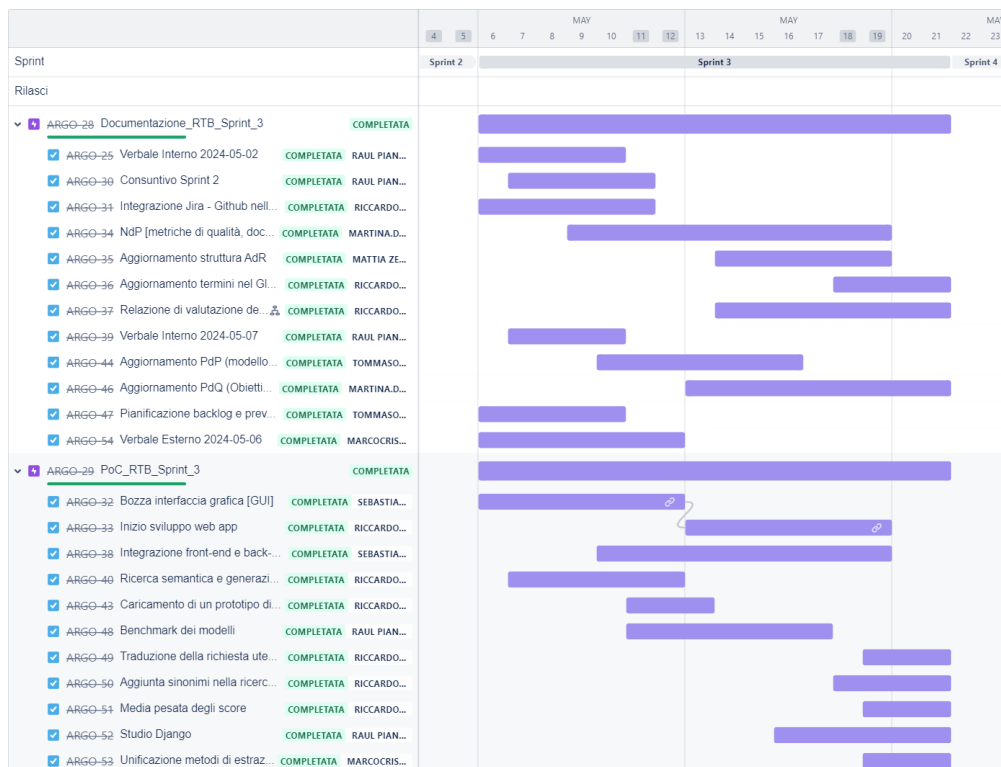 MAY MAY MAY
4 5 6 7 8 9 10 11 12 13 14 15 16 17 18 19 20 21 22 23
Sprint Sprint 2 Sprint 3 Sprint 4
Rilasci
ARGO-28 Documentazione_RTB_Sprint_3 COMPLETATA
ARGO-25 Verbale Interno 2024-05-02 COMPLETATA RAUL PIAN...
ARGO-30 Consuntivo Sprint 2 COMPLETATA RAUL PIAN...
ARGO-31 Integrazione Jira - Github nell... COMPLETATA RICCARDO...
ARGO-34 NdP [metriche di qualità, doc... COMPLETATA MARTINA.D...
ARGO-35 Aggiornamento struttura AdR COMPLETATA MATTIA ZE...
ARGO-36 Aggiornamento termini nel Gl... COMPLETATA RICCARDO...
ARGO-37 Relazione di valutazione de... COMPLETATA RICCARDO...
ARGO-39 Verbale Interno 2024-05-07 COMPLETATA RAUL PIAN...
ARGO-44 Aggiornamento PdP (modello... COMPLETATA TOMMASO...
ARGO-46 Aggiornamento PdQ (Obietti... COMPLETATA MARTINA.D...
ARGO-47 Pianificazione backlog e prev... COMPLETATA TOMMASO...
ARGO-54 Verbale Esterno 2024-05-06 COMPLETATA MARCOCRIS...
ARGO-29 PoC_RTB_Sprint_3 COMPLETATA
ARGO-32 Bozza interfaccia grafica [GUI] COMPLETATA SEBASTIA...
ARGO-33 Inizio sviluppo web app COMPLETATA RICCARDO...
ARGO-38 Integrazione front-end e back-... COMPLETATA SEBASTIA...
ARGO-40 Ricerca semantica e generazi... COMPLETATA RICCARDO...
ARGO-43 Caricamento di un prototipo di... COMPLETATA RICCARDO...
ARGO-48 Benchmark dei modelli COMPLETATA RAUL PIAN...
ARGO-49 Traduzione della richiesta ute... COMPLETATA RICCARDO...
ARGO-50 Aggiunta sinonimi nella ricerc... COMPLETATA RICCARDO...
ARGO-51 Media pesata degli score COMPLETATA RICCARDO...
ARGO-52 Studio Django COMPLETATA RAUL PIAN...
ARGO-53 Unificazione metodi di estraz... COMPLETATA MARCOCRIS...